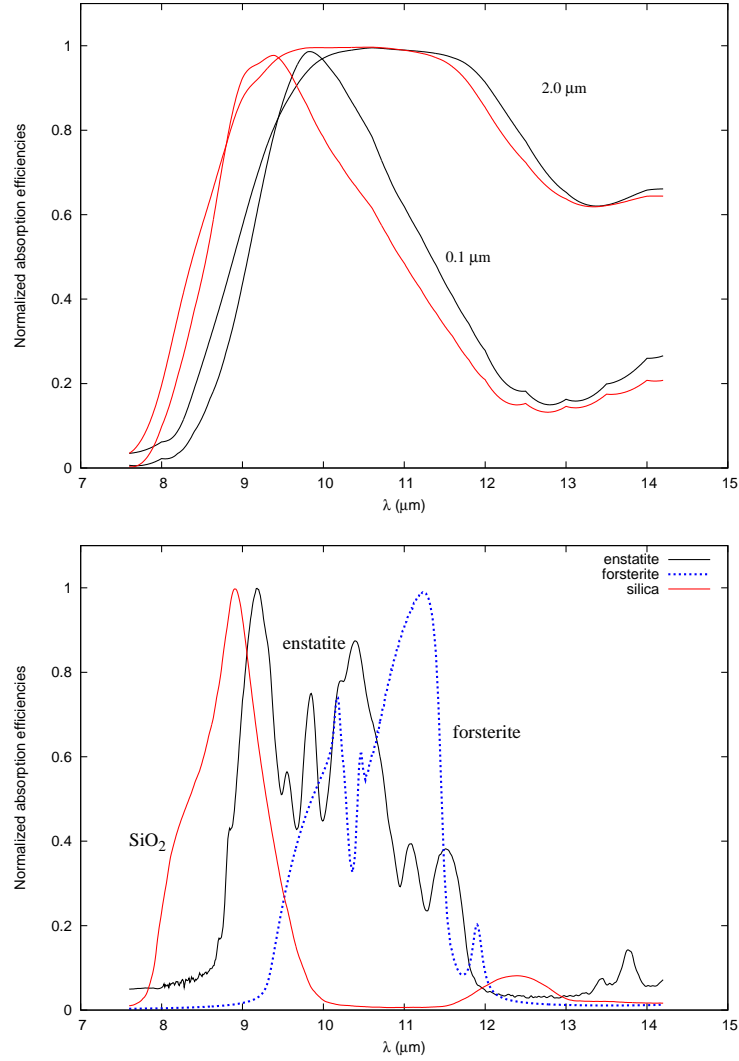 Normalized absorption efficiencies
1
0.8
0.6
0.4
0.2
0
2.0 μm
0.1 μm
7 8 9 10 11 12 13 14 15
λ (μm)
Normalized absorption efficiencies
1
0.8
0.6
0.4
0.2
0
enstatite
forsterite
silica
enstatite
forsterite
SiO2
7 8 9 10 11 12 13 14 15
λ (μm)